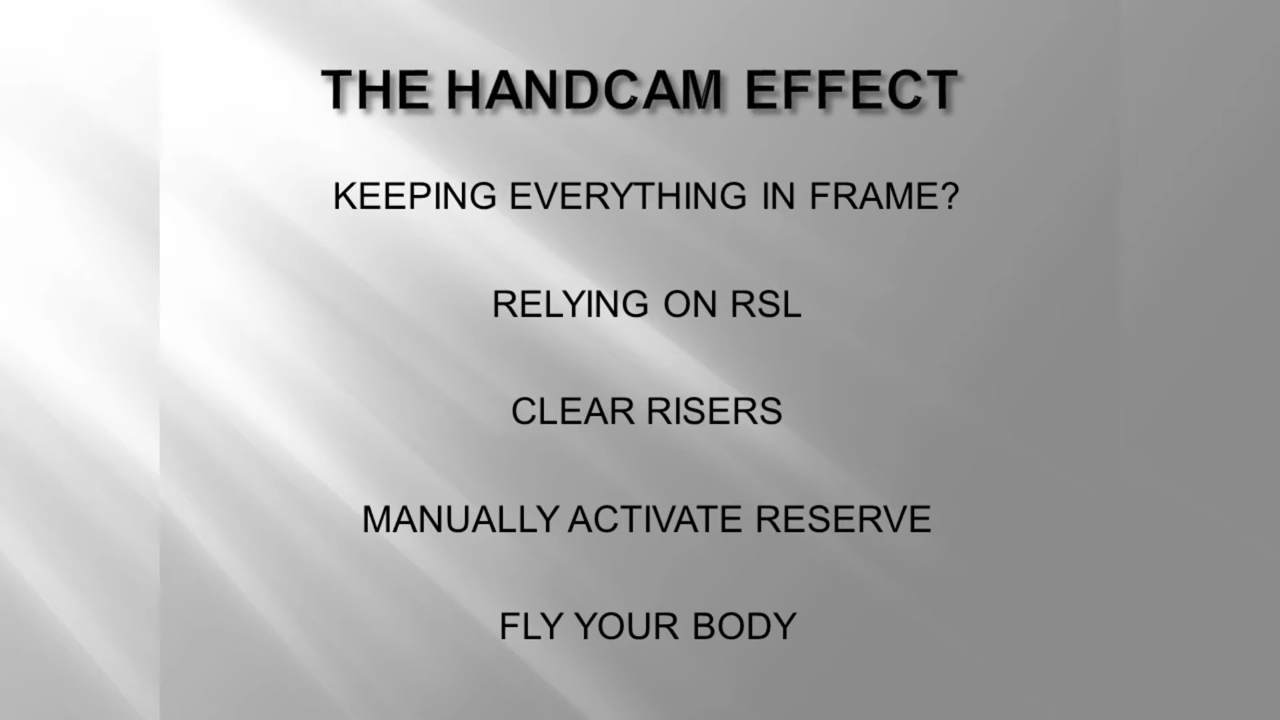 THE HANDCAM EFFECT
KEEPING EVERYTHING IN FRAME?
RELYING ON RSL
CLEAR RISERS
MANUALLY ACTIVATE RESERVE
FLY YOUR BODY